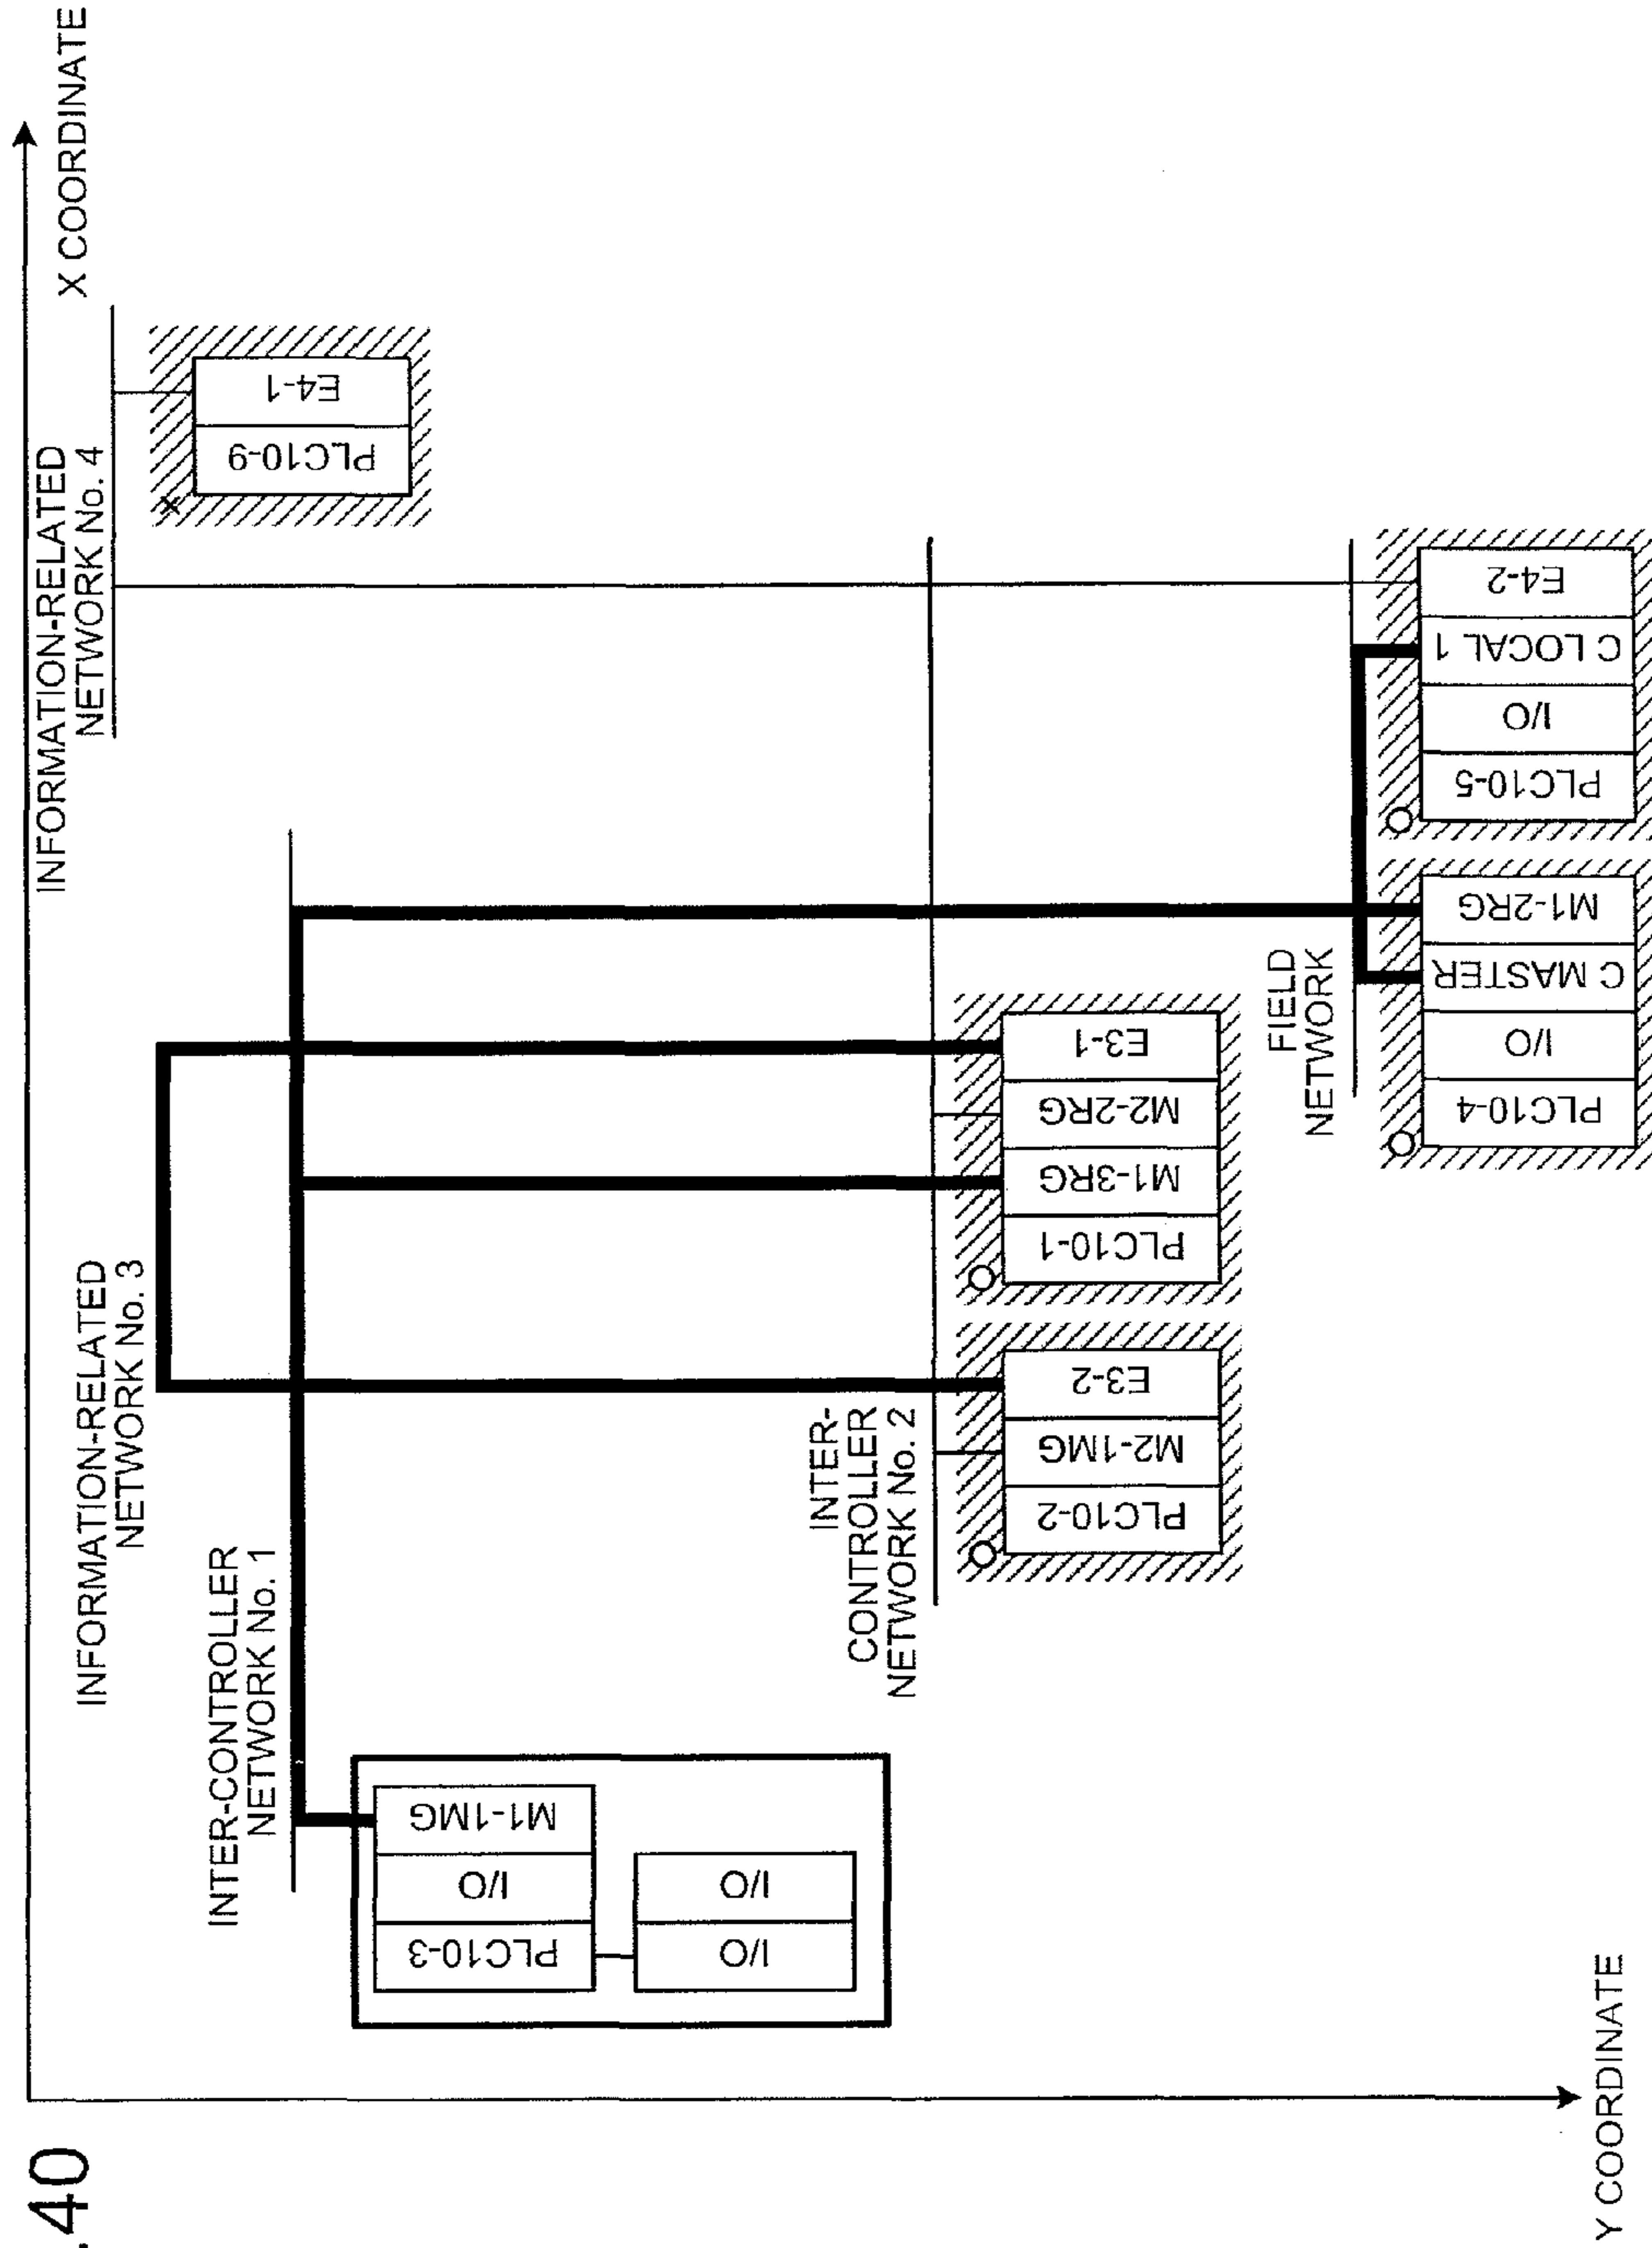 .40
X COORDINATE
INFORMATION-RELATED
NETWORK No. 4
INFORMATION-RELATED
NETWORK No. 3
INTER-CONTROLLER
NETWORK No. 1
PLC10-9
E4-1
PLC10-3
I/O
M1-1MG
I/O
I/O
INTER-
CONTROLLER
NETWORK No. 2
PLC10-2
M2-1MG
E3-2
PLC10-1
M1-3RG
M2-2RG
E3-1
FIELD
NETWORK
PLC10-4
I/O
C MASTER
M1-2RG
PLC10-5
I/O
C LOCAL 1
E4-2
Y COORDINATE